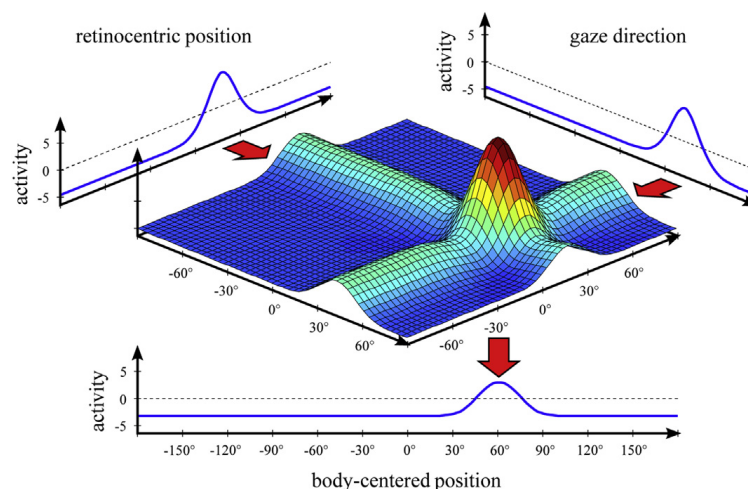 retinocentric position
gaze direction
activity
5
0
-5
activity
5
0
-5
-60°
-30°
0°
30°
60°
-60°
-30°
0°
30°
60°
activity
5
0
-5
-150° -120° -90° -60° -30° 0° 30° 60° 90° 120° 150°
body-centered position